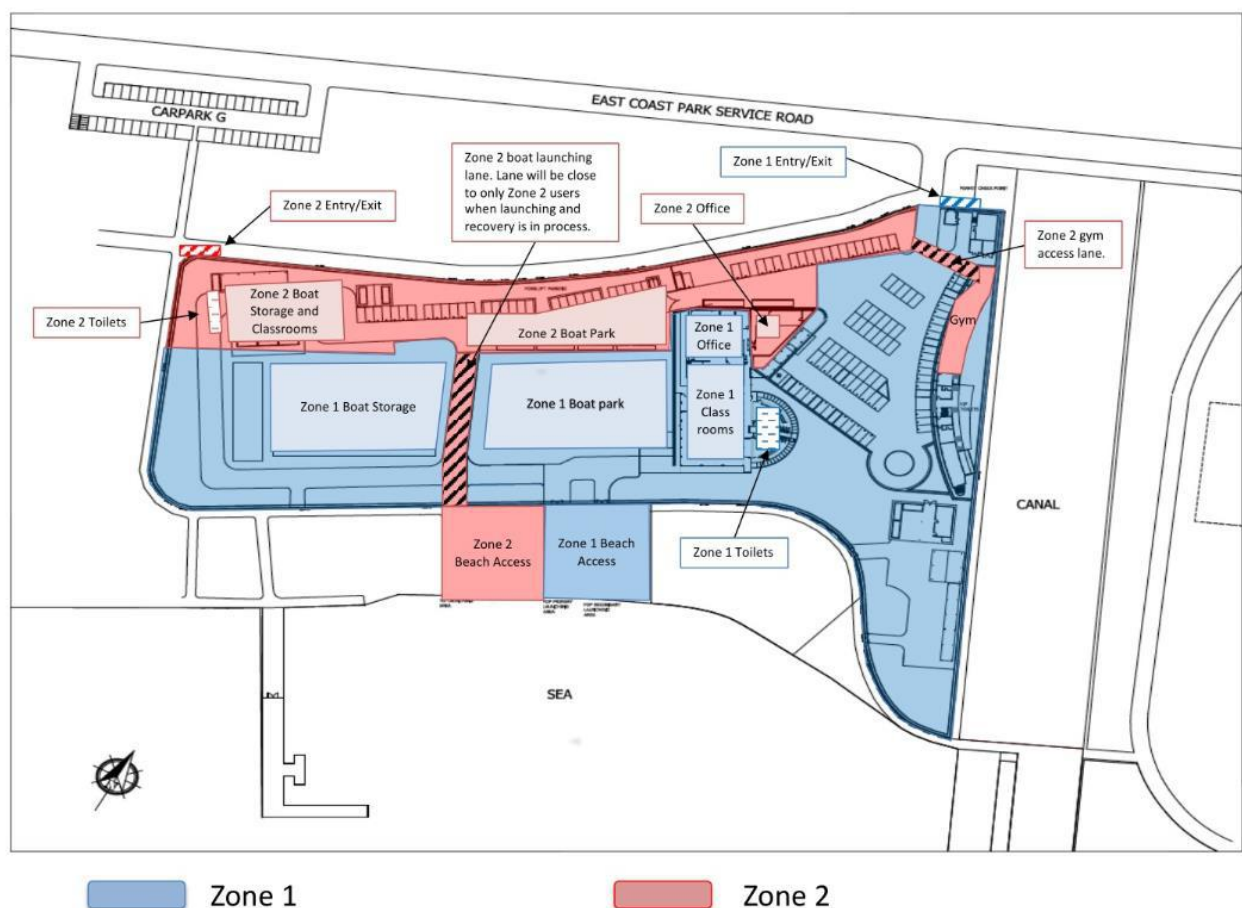 EAST COAST PARK SERVICE ROAD
CARPARK G
Zone 2 boat launching
lane. Lane will be close
to only Zone 2 users
when launching and
recovery is in process.
Zone 1 Entry/Exit
Zone 2 Entry/Exit
Zone 2 Office
Zone 2 gym
access lane.
Zone 2 Toilets
Zone 2 Boat
Storage and
Classrooms
Zone 2 Boat Park
Zone 1
Office
Gym
Zone 1 Boat Storage
Zone 1 Boat park
Zone 1
Class
rooms
CANAL
Zone 2
Beach Access
Zone 1 Beach
Access
Zone 1 Toilets
SEA
Zone 1
Zone 2